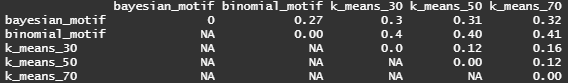 bayesian_motif binomial_motif k_means_30 k_means_50 k_means_70
bayesian_motif 0 0.27 0.3 0.31 0.32
binomial_motif NA 0.00 0.4 0.40 0.41
k_means_30 NA NA 0.0 0.12 0.16
k_means_50 NA NA NA 0.00 0.12
k_means_70 NA NA NA NA 0.00